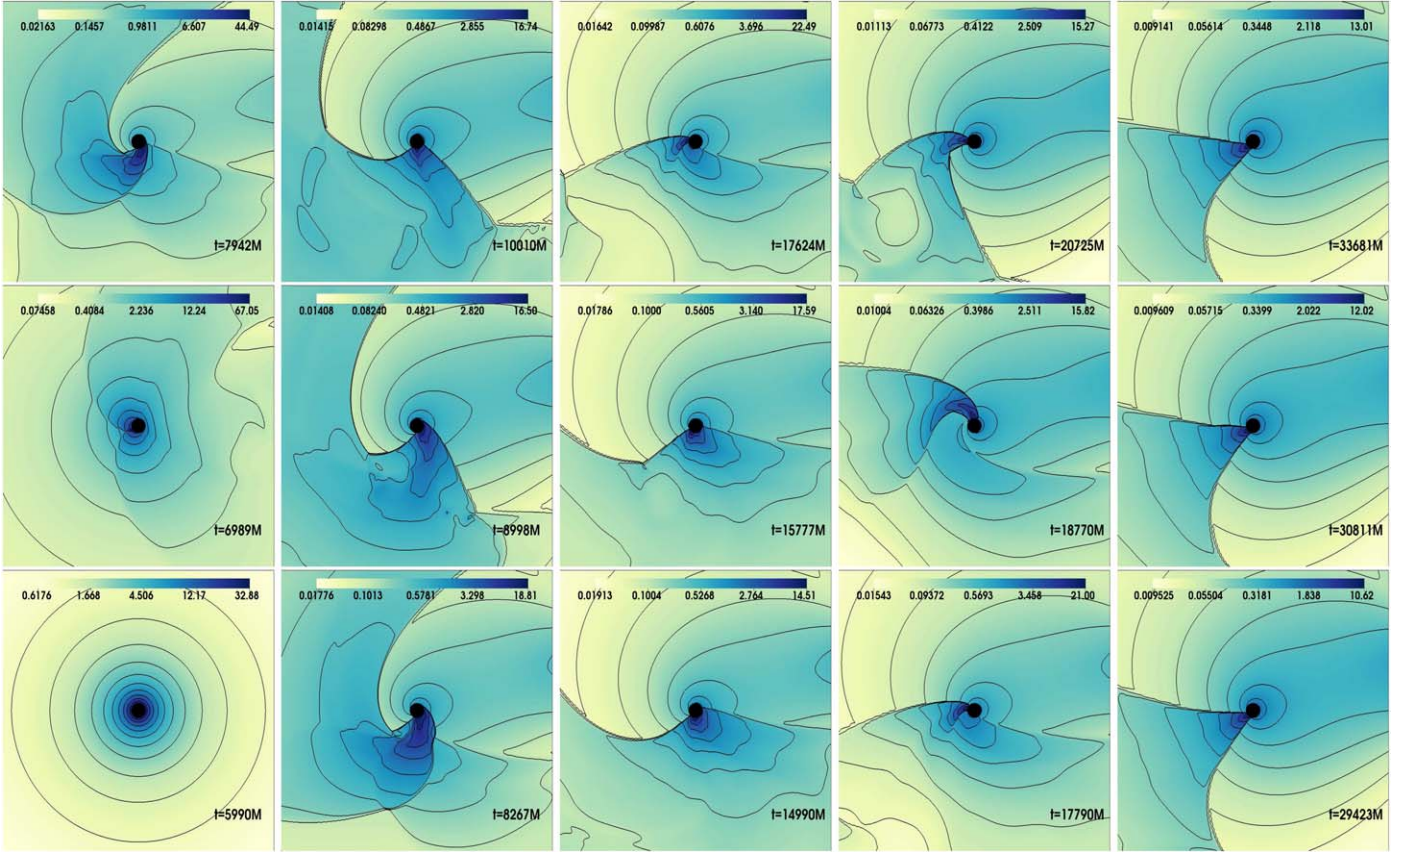 0.02163 0.1457 0.9811 6.607 44.49
t=7942M
0.01415 0.08298 0.4867 2.855 16.74
t=10010M
0.01642 0.09987 0.6076 3.696 22.49
t=17624M
0.01113 0.06773 0.4122 2.509 15.27
t=20725M
0.009141 0.05614 0.3448 2.118 13.01
t=33681M
0.07458 0.4084 2.236 12.24 67.05
t=6989M
0.01408 0.08240 0.4821 2.820 16.50
t=8998M
0.01786 0.1000 0.5605 3.140 17.59
t=15777M
0.01004 0.06326 0.3986 2.511 15.82
t=18770M
0.009609 0.05715 0.3399 2.022 12.02
t=30811M
0.6176 1.668 4.506 12.17 32.88
t=5990M
0.01776 0.1013 0.5781 3.298 18.81
t=8267M
0.01913 0.1004 0.5268 2.764 14.51
t=14990M
0.01543 0.09372 0.5693 3.458 21.00
t=17790M
0.009525 0.05504 0.3181 1.838 10.62
t=29423M